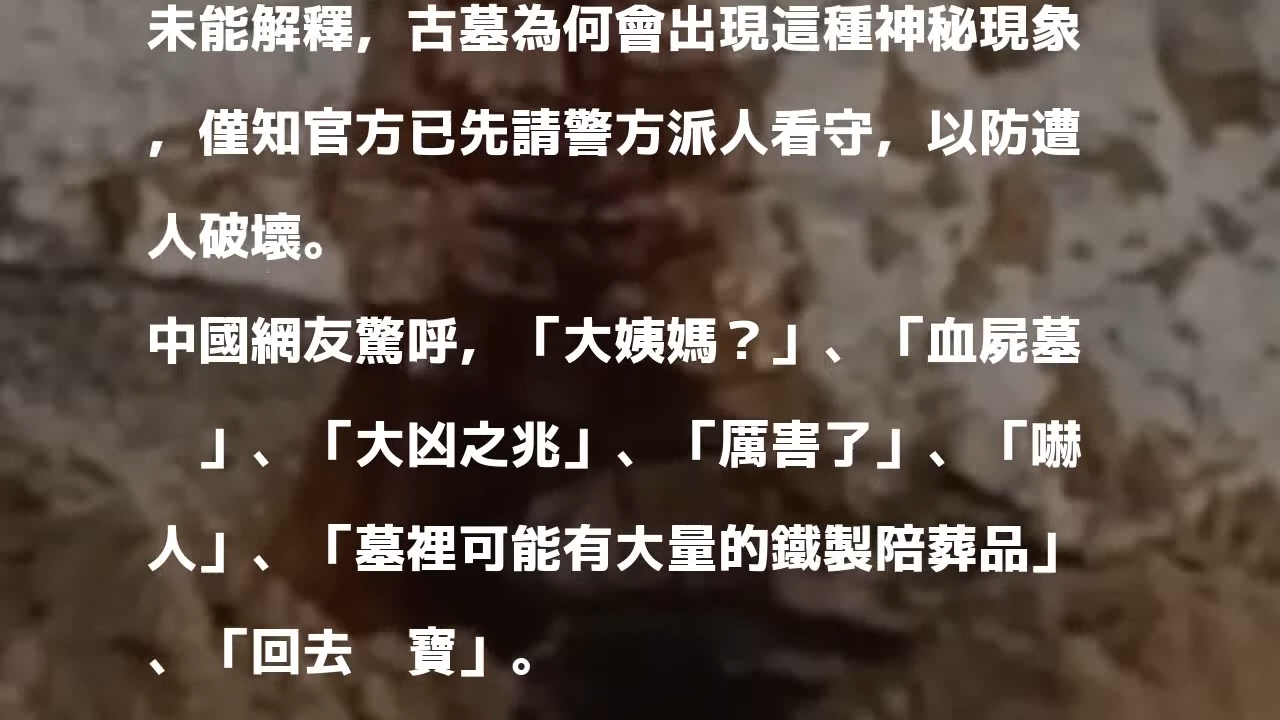 未能解釋，古墓為何會出現這種神秘現象
，僅知官方已先請警方派人看守，以防遭
人破壞。
中國網友驚呼，「大姨媽？」、「血屍墓
　」、「大凶之兆」、「厲害了」、「嚇
人」、「墓裡可能有大量的鐵製陪葬品」
、「回去　寶」。